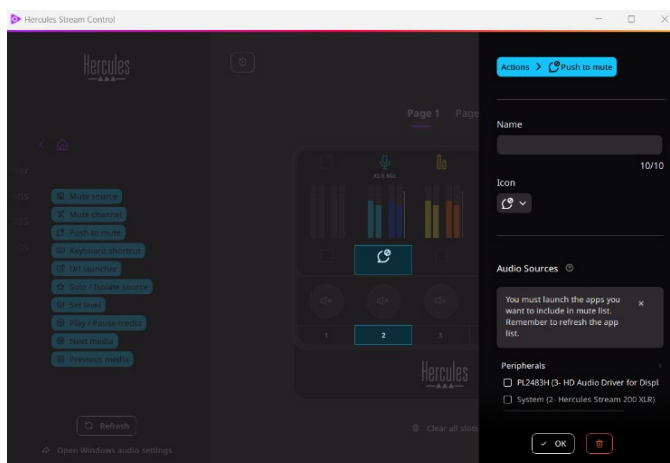 Hercules Stream Control
Hercules
Page 1 Page
XLR Mic
Mute source
Mute channel
Push to mute
Keyboard shortcut
Url launcher
Solo / Isolate source
Set level
Play / Pause media
Next media
Previous media
1 2 3
Hercules
Refresh
Clear all slots
Open Windows audio settings
Actions > Push to mute
Name
10/10
Icon
Audio Sources
You must launch the apps you
want to include in mute list.
Remember to refresh the app
list.
Peripherals
PL2483H (3- HD Audio Driver for Displ
System (2- Hercules Stream 200 XLR)
OK